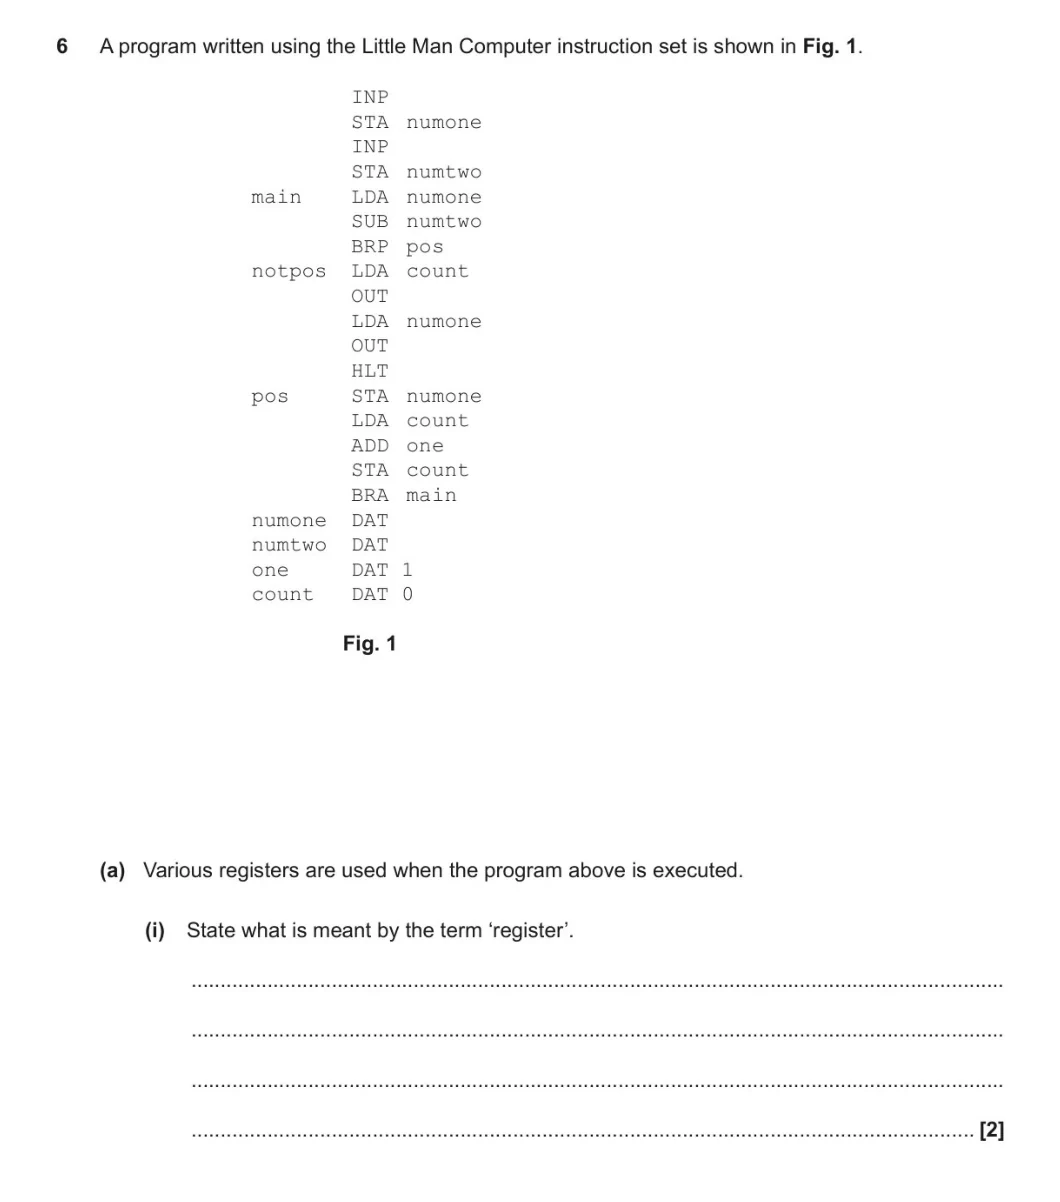 6 A program written using the Little Man Computer instruction set is shown in Fig. 1.
INP
STA numone
INP
STA numtwo
main LDA numone
SUB numtwo
BRP pos
notpos LDA count
OUT
LDA numone
OUT
HLT
pos STA numone
LDA count
ADD one
STA count
BRA main
numone DAT
numtwo DAT
one DAT 1
count DAT 0
Fig. 1
(a) Various registers are used when the program above is executed.
(i) State what is meant by the term ‘register’.
[2]